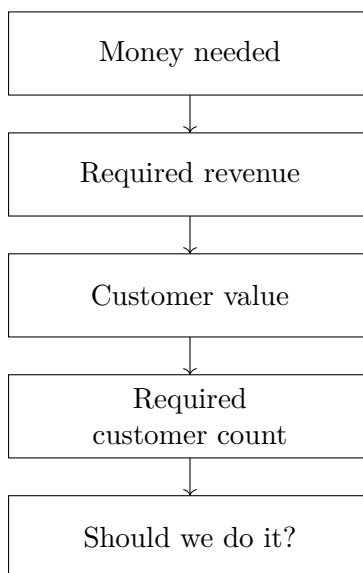 Money needed
Required revenue
Customer value
Required
customer count
Should we do it?